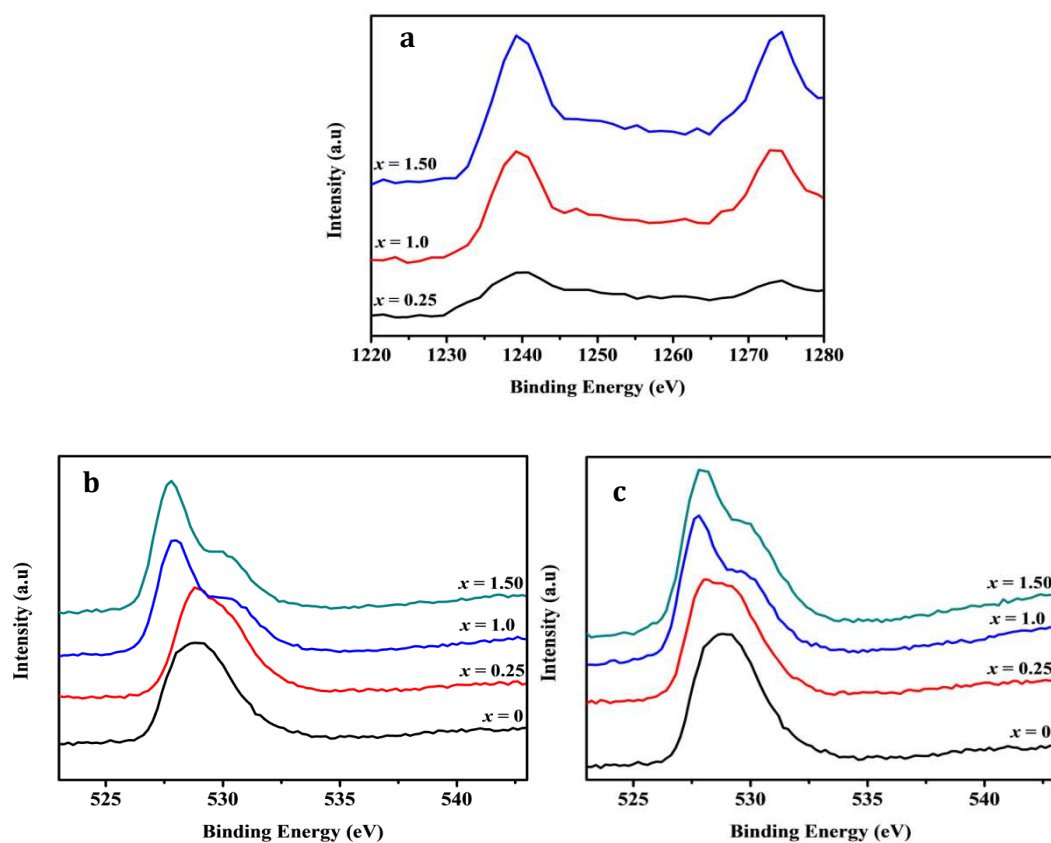 a
x = 1.50
x = 1.0
x = 0.25
Intensity (a.u)
1220 1230 1240 1250 1260 1270 1280
Binding Energy (eV)
b
x = 1.50
x = 1.0
x = 0.25
x = 0
Intensity (a.u)
525 530 535 540
Binding Energy (eV)
c
x = 1.50
x = 1.0
x = 0.25
x = 0
Intensity (a.u)
525 530 535 540
Binding Energy (eV)